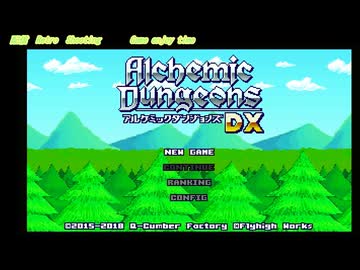 Retro Shooting Game enjoy time
Alchemic
Dungeons
アルケミックダンジョンズ
DX
NEW GAME
CONTINUE
RANKING
CONFIG
©2015-2018 Q-Cumber Factory ©Flyhigh Works